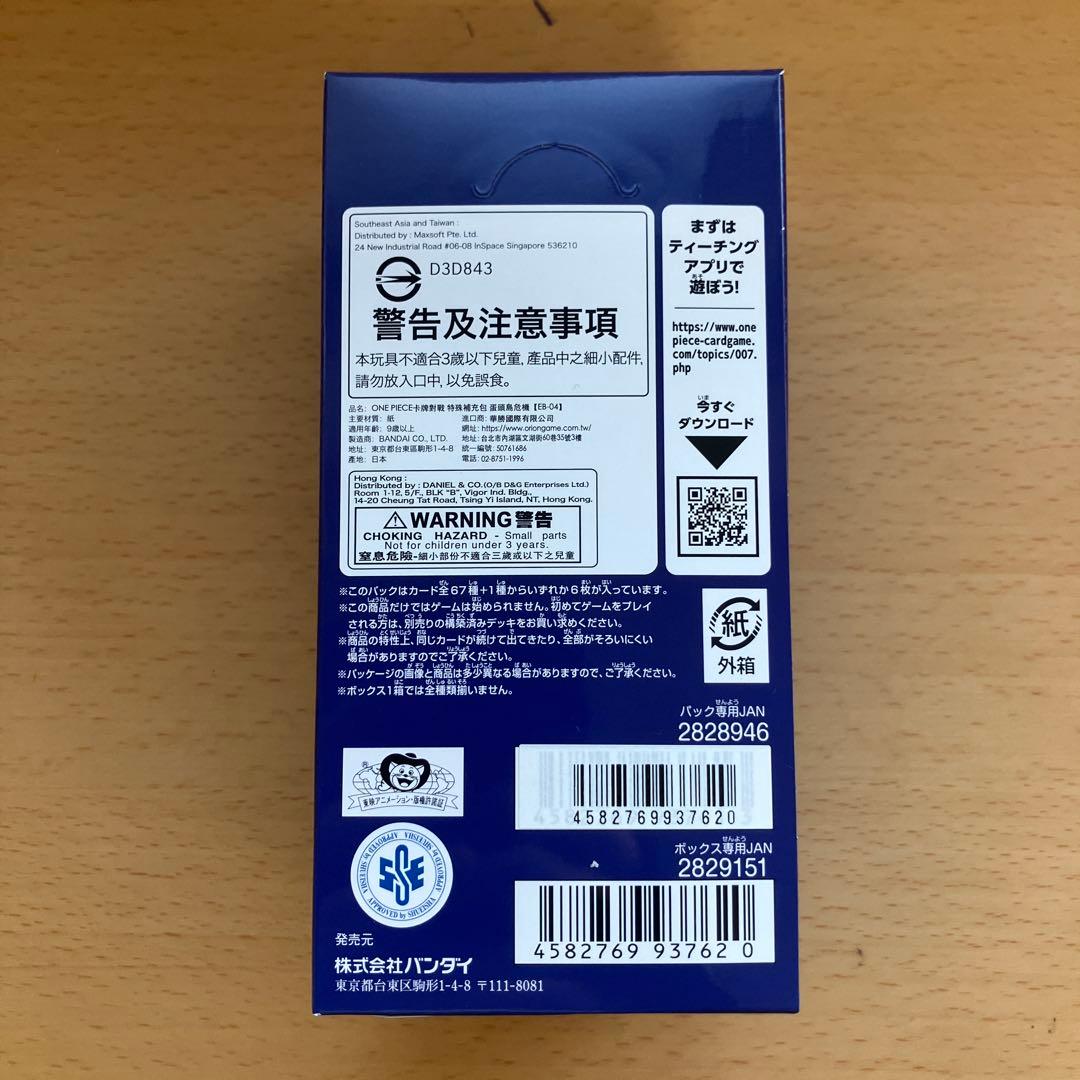 Southeast Asia and Taiwan :
Distributed by : Maxsoft Pte. Ltd.
24 New Industrial Road #06-08 InSpace Singapore 536210
D3D843
警告及注意事項
本玩具不適合3歲以下兒童, 產品中之細小配件,
請勿放入口中, 以免誤食。
品名: ONE PIECE卡牌對戰 特殊補充包 蛋頭島危機【EB-04】
主要材質: 紙 進口商: 華勝國際有限公司
適用年齡: 9歲以上 網址: https://www.oriongame.com.tw/
製造商: BANDAI CO., LTD. 地址: 台北市內湖區文湖街60巷35號3樓
地址: 東京都台東區駒形1-4-8 統一編號: 50761686
產地: 日本 電話: 02-8751-1996
Hong Kong :
Distributed by : DANIEL & CO.(O/B D&G Enterprises Ltd.)
Room 1-12, 5/F., BLK "B", Vigor Ind. Bldg.,
14-20 Cheung Tat Road, Tsing Yi Island, NT, Hong Kong.
WARNING 警告
CHOKING HAZARD - Small parts
Not for children under 3 years.
窒息危險-細小部份不適合三歲或以下之兒童
まずは
ティーチング
アプリで
遊ぼう!
https://www.one
piece-cardgame.
com/topics/007.
php
今すぐ
ダウンロード
※このパックはカード全67種+1種からいずれか6枚が入っています。
※この商品だけではゲームは始められません。初めてゲームをプレイ
される方は、別売りの構築済みデッキをお買い求めください。
※商品の特性上、同じカードが続けて出てきたり、全部がそろいにくい
場合がありますのでご了承ください。
※パッケージの画像と商品は多少異なる場合がありますので、ご了承ください。
※ボックス1箱では全種類揃いません。
紙
外箱
パック専用JAN
2828946
4582769937620
ボックス専用JAN
2829151
4582769 93762 0
®
東映アニメーション・版権許諾証
APPROVED by SHUEISHA
SSE
発売元
株式会社バンダイ
東京都台東区駒形1-4-8 〒111-8081